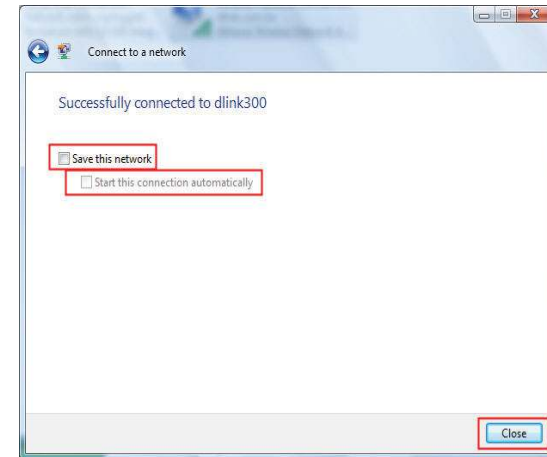 Connect to a network
Successfully connected to dlink300
Save this network
Start this connection automatically
Close